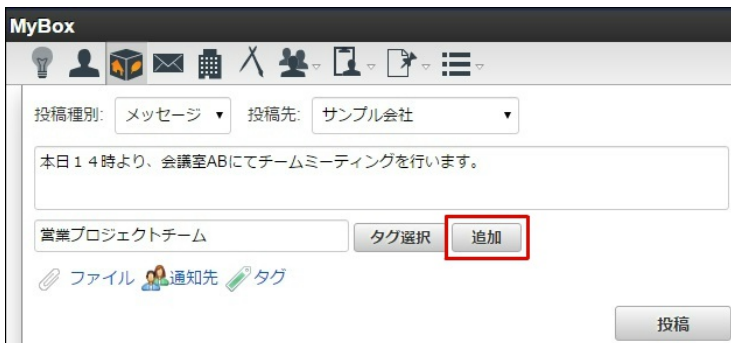 MyBox
投稿種別: メッセージ 投稿先: サンプル会社
本日１４時より、会議室ABにてチームミーティングを行います。
営業プロジェクトチーム タグ選択 追加
ファイル 通知先 タグ
投稿